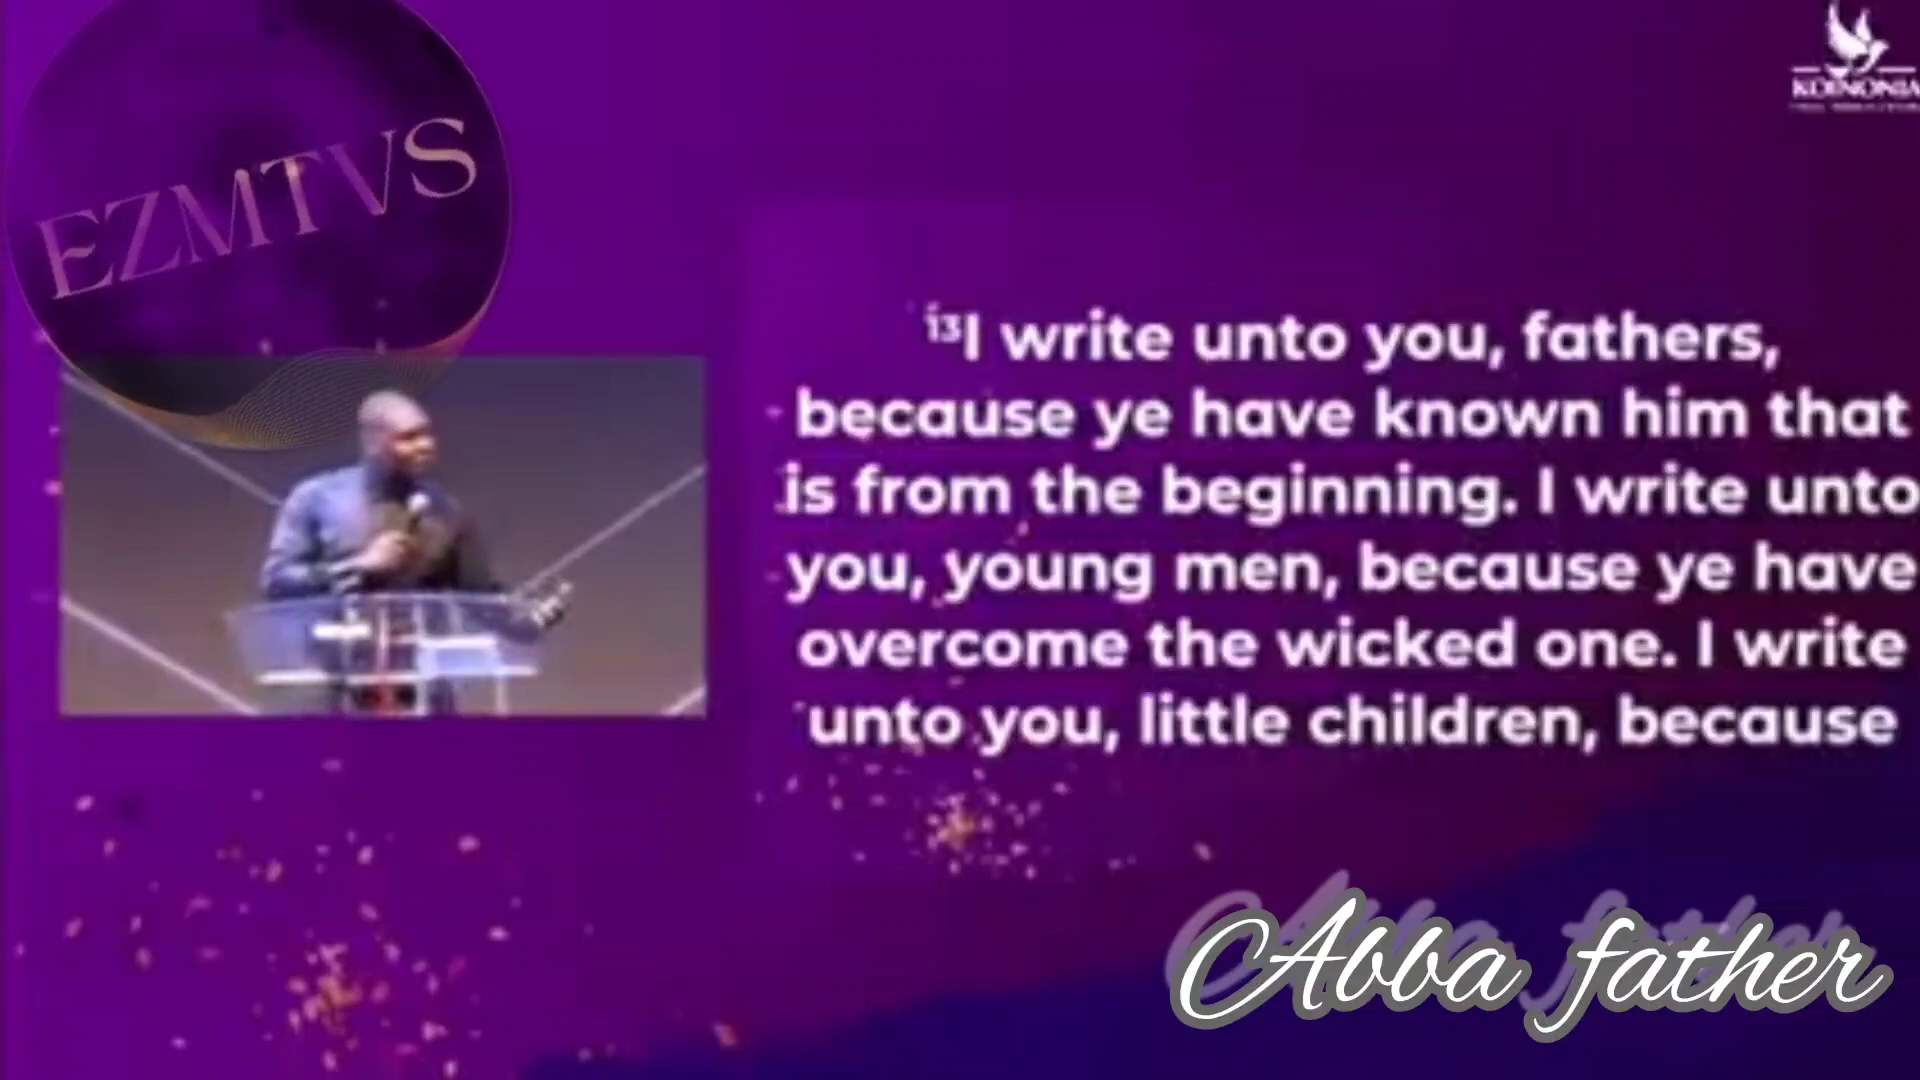 EZMTVS
KOINONIA
¹³I write unto you, fathers,
because ye have known him that
is from the beginning. I write unto
you, young men, because ye have
overcome the wicked one. I write
unto you, little children, because
Abba father